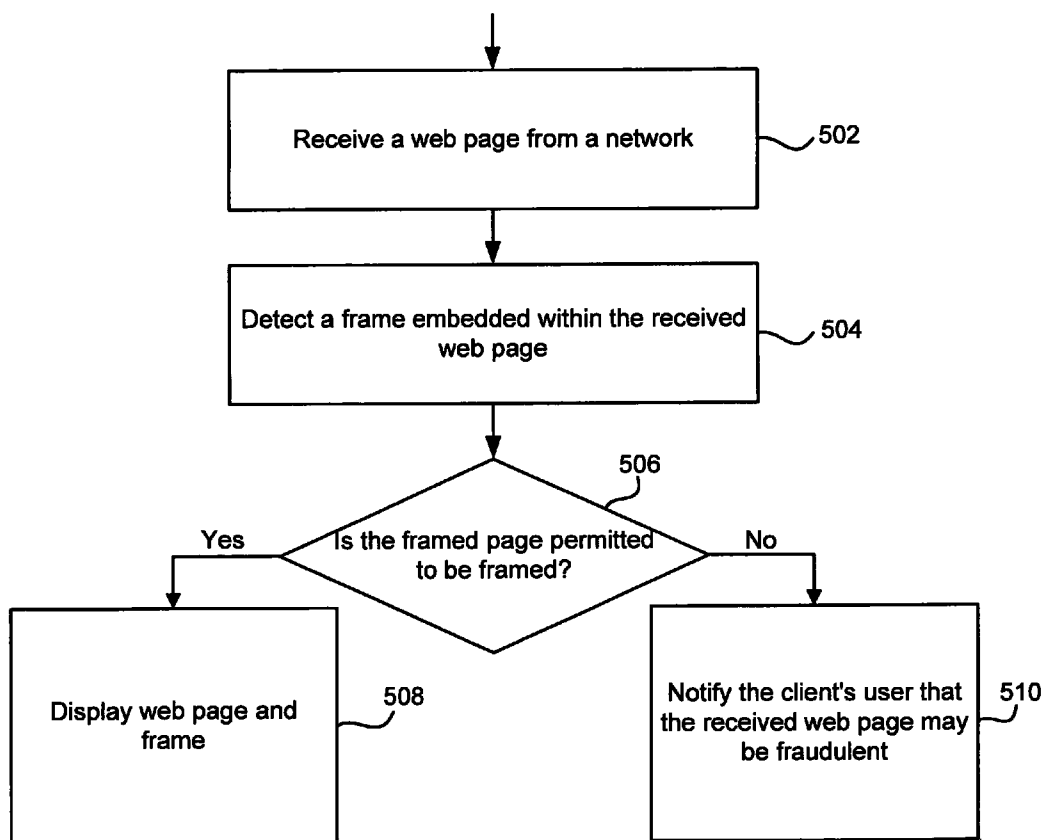 Receive a web page from a network
502
Detect a frame embedded within the received
web page
504
506
Is the framed page permitted
to be framed?
Yes
No
Display web page and
frame
508
Notify the client's user that
the received web page may
be fraudulent
510